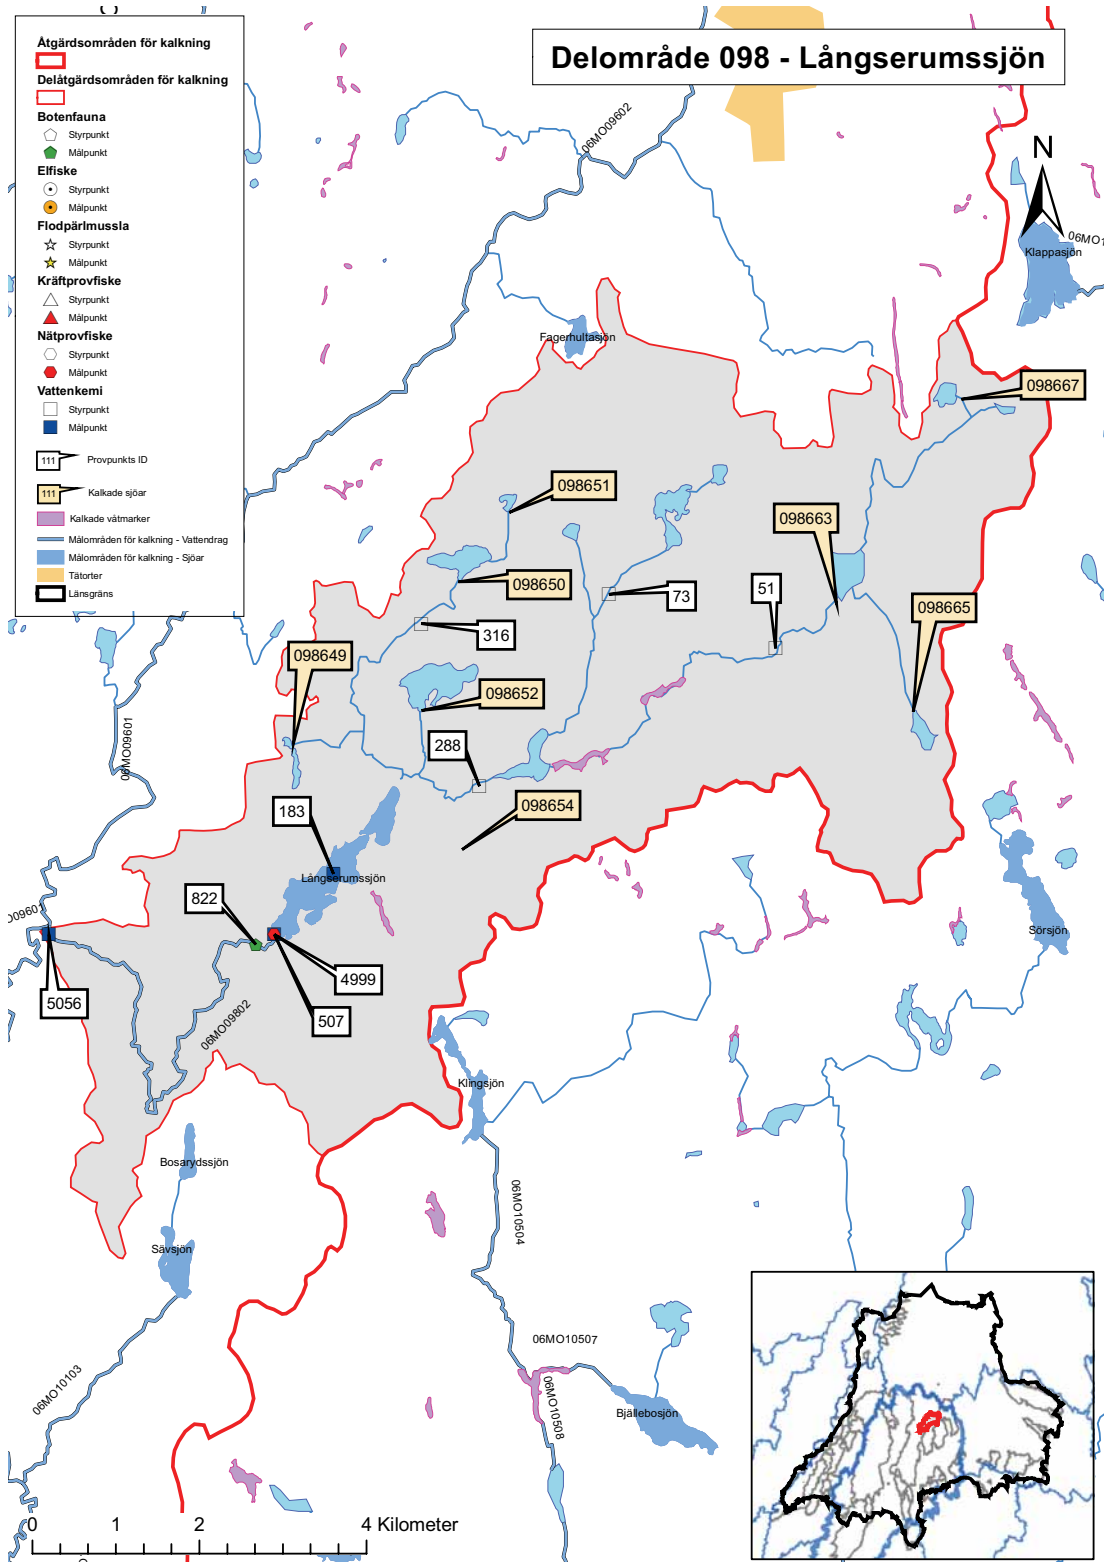 Delområde 098 - Långserumssjön
Åtgärdsområden för kalkning
Delåtgärdsområden för kalkning
Botenfauna
Styrpunkt
Målpunkt
Elfiske
Styrpunkt
Målpunkt
Flodpärlmussla
Styrpunkt
Målpunkt
Kräftprovfiske
Styrpunkt
Målpunkt
Nätprovfiske
Styrpunkt
Målpunkt
Vattenkemi
Styrpunkt
Målpunkt
111 Provpunkts ID
111 Kalkade sjöar
Kalkade våtmarker
Målområden för kalkning - Vattendrag
Målområden för kalkning - Sjöar
Tätorter
Länsgräns
06MO09602
N
06MO1
Klappasjön
Fagerhultasjön
098667
098651
098663
098650
73
51
098665
316
098649
098652
288
06MO09601
098654
183
Långserumssjön
822
O09601
Sörsjön
4999
5056
507
06MO09802
Klingsjön
Bosarydssjön
06MO10504
Sävsjön
06MO10507
06MO10103
06MO10508
Bjällebosjön
0 1 2 4 Kilometer